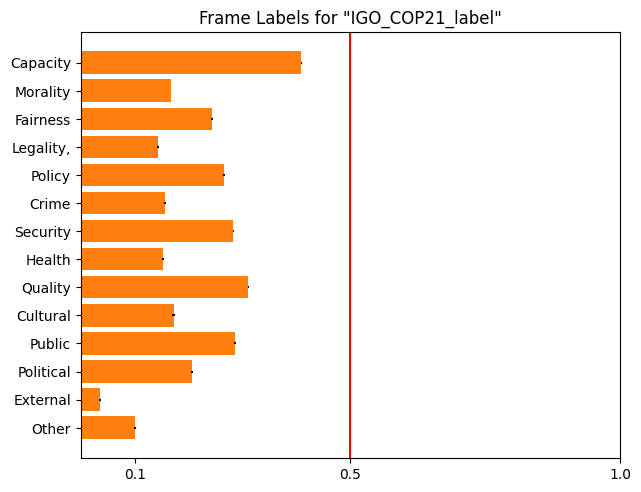 Frame Labels for "IGO_COP21_label"
Capacity
Morality
Fairness
Legality,
Policy
Crime
Security
Health
Quality
Cultural
Public
Political
External
Other
0.1 0.5 1.0